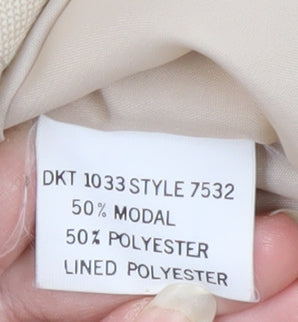 DKT 1033 STYLE 7532
50% MODAL
50% POLYESTER
LINED POLYESTER